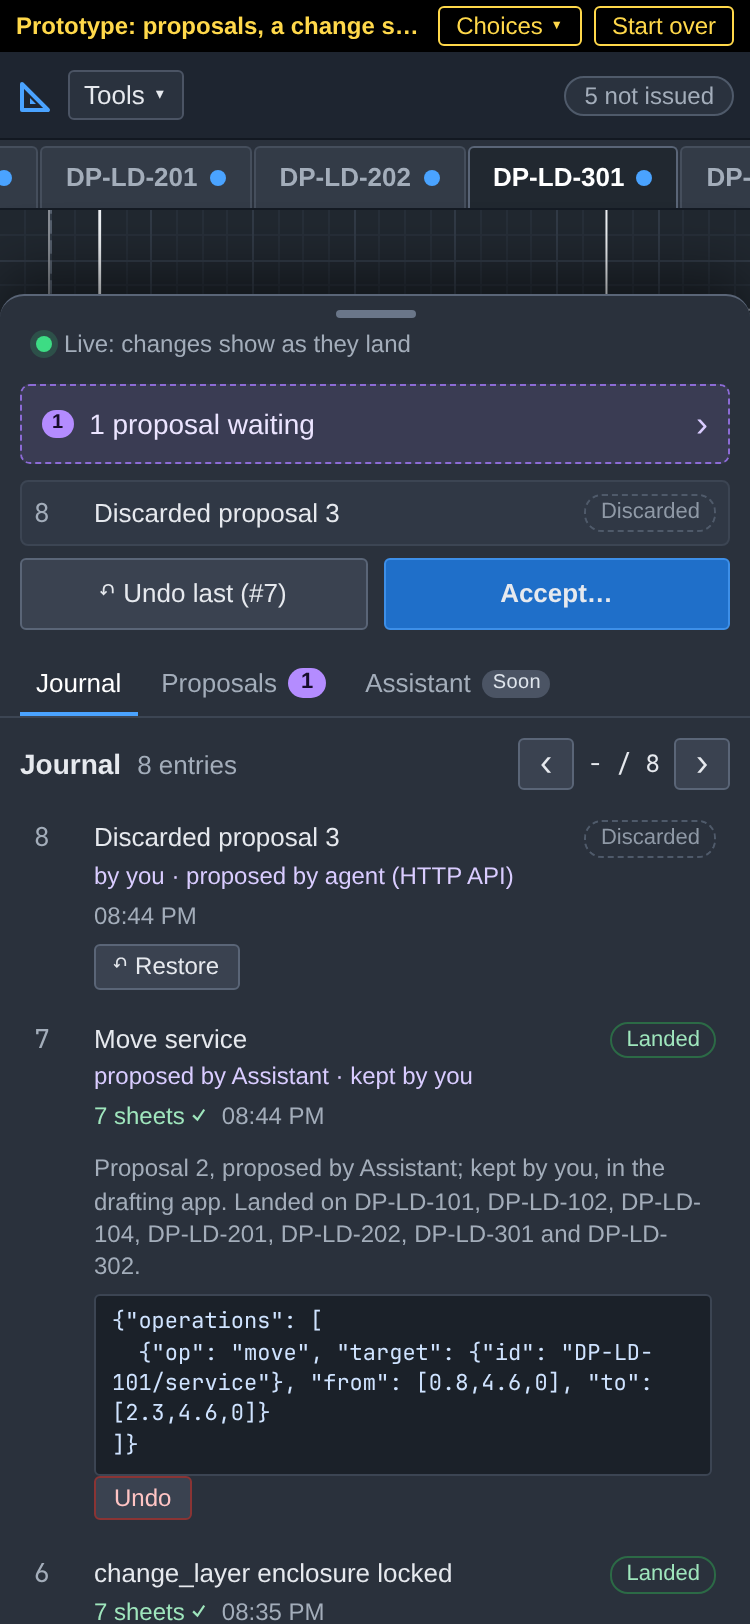 Prototype: proposals, a change s...
Choices ▾
Start over
Tools ▾
5 not issued
DP-LD-201
DP-LD-202
DP-LD-301
DP-
Live: changes show as they land
1 1 proposal waiting ›
8 Discarded proposal 3 Discarded
Undo last (#7)
Accept...
Journal Proposals 1 Assistant Soon
Journal 8 entries ‹ - / 8 ›
8 Discarded proposal 3 Discarded
by you · proposed by agent (HTTP API)
08:44 PM
Restore
7 Move service Landed
proposed by Assistant · kept by you
7 sheets ✓ 08:44 PM
Proposal 2, proposed by Assistant; kept by you, in the
drafting app. Landed on DP-LD-101, DP-LD-102, DP-LD-
104, DP-LD-201, DP-LD-202, DP-LD-301 and DP-LD-
302.
{"operations": [
{"op": "move", "target": {"id": "DP-LD-
101/service"}, "from": [0.8,4.6,0], "to":
[2.3,4.6,0]}
]}
Undo
6 change_layer enclosure locked Landed
7 sheets ✓ 08:35 PM